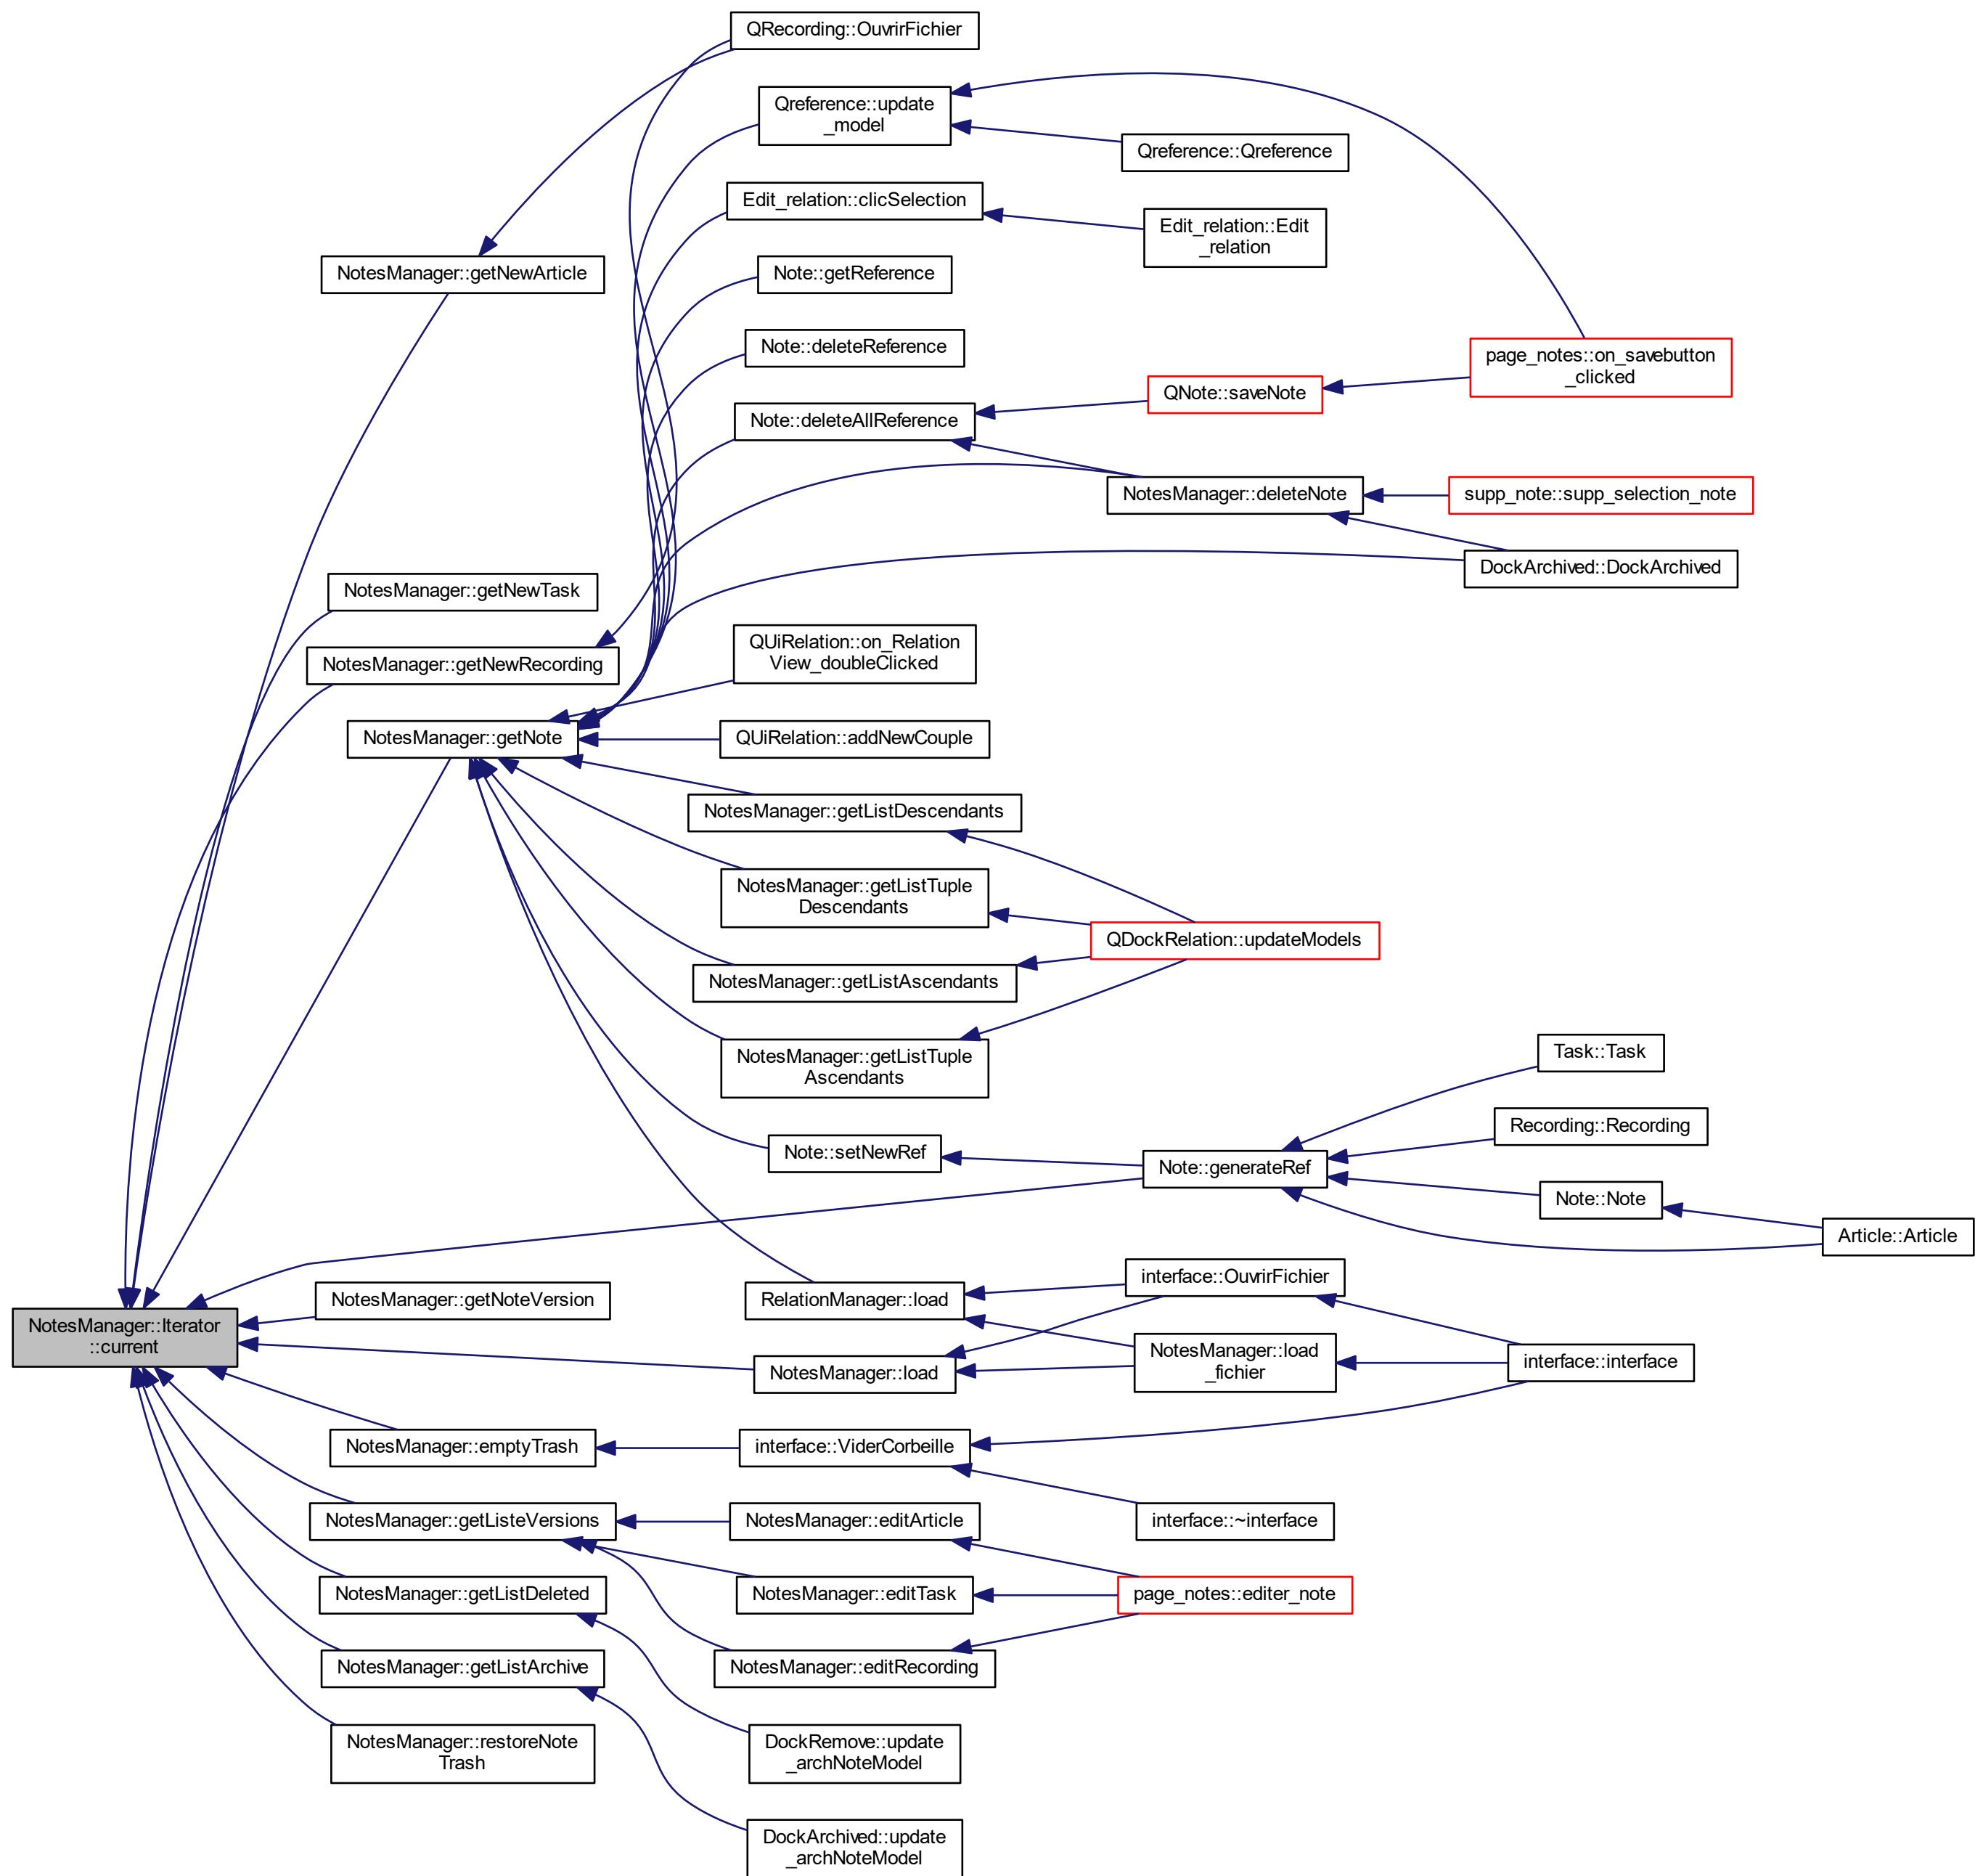 QRecording::OuvrirFichier
Qreference::update
_model
Qreference::Qreference
Edit_relation::clicSelection
Edit_relation::Edit
_relation
NotesManager::getNewArticle
Note::getReference
Note::deleteReference
page_notes::on_savebutton
_clicked
QNote::saveNote
Note::deleteAllReference
NotesManager::deleteNote
supp_note::supp_selection_note
DockArchived::DockArchived
NotesManager::getNewTask
NotesManager::getNewRecording
QUiRelation::on_Relation
View_doubleClicked
NotesManager::getNote
QUiRelation::addNewCouple
NotesManager::getListDescendants
NotesManager::getListTuple
Descendants
QDockRelation::updateModels
NotesManager::getListAscendants
NotesManager::getListTuple
Ascendants
Task::Task
Recording::Recording
Note::setNewRef
Note::generateRef
Note::Note
Article::Article
interface::OuvrirFichier
NotesManager::getNoteVersion
RelationManager::load
NotesManager::Iterator
::current
NotesManager::load
NotesManager::load
_fichier
interface::interface
NotesManager::emptyTrash
interface::ViderCorbeille
NotesManager::getListeVersions
NotesManager::editArticle
interface::~interface
NotesManager::getListDeleted
NotesManager::editTask
page_notes::editer_note
NotesManager::getListArchive
NotesManager::editRecording
NotesManager::restoreNote
Trash
DockRemove::update
_archNoteModel
DockArchived::update
_archNoteModel